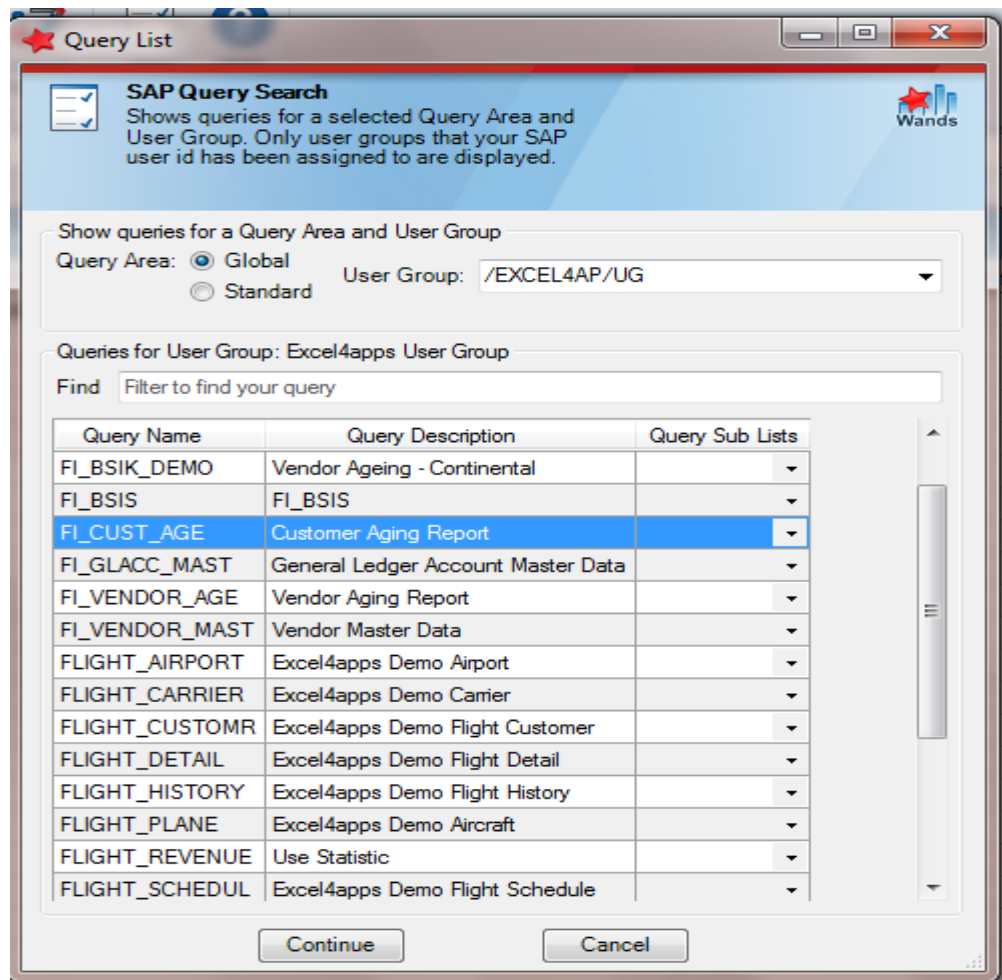 Query List
SAP Query Search
Shows queries for a selected Query Area and
User Group. Only user groups that your SAP
user id has been assigned to are displayed.
Wands
Show queries for a Query Area and User Group
Query Area: Global
Standard
User Group: /EXCEL4AP/UG
Queries for User Group: Excel4apps User Group
Find Filter to find your query
Query Name Query Description Query Sub Lists
FI_BSIK_DEMO Vendor Ageing - Continental
FI_BSIS FI_BSIS
FI_CUST_AGE Customer Aging Report
FI_GLACC_MAST General Ledger Account Master Data
FI_VENDOR_AGE Vendor Aging Report
FI_VENDOR_MAST Vendor Master Data
FLIGHT_AIRPORT Excel4apps Demo Airport
FLIGHT_CARRIER Excel4apps Demo Carrier
FLIGHT_CUSTOMR Excel4apps Demo Flight Customer
FLIGHT_DETAIL Excel4apps Demo Flight Detail
FLIGHT_HISTORY Excel4apps Demo Flight History
FLIGHT_PLANE Excel4apps Demo Aircraft
FLIGHT_REVENUE Use Statistic
FLIGHT_SCHEDUL Excel4apps Demo Flight Schedule
Continue Cancel